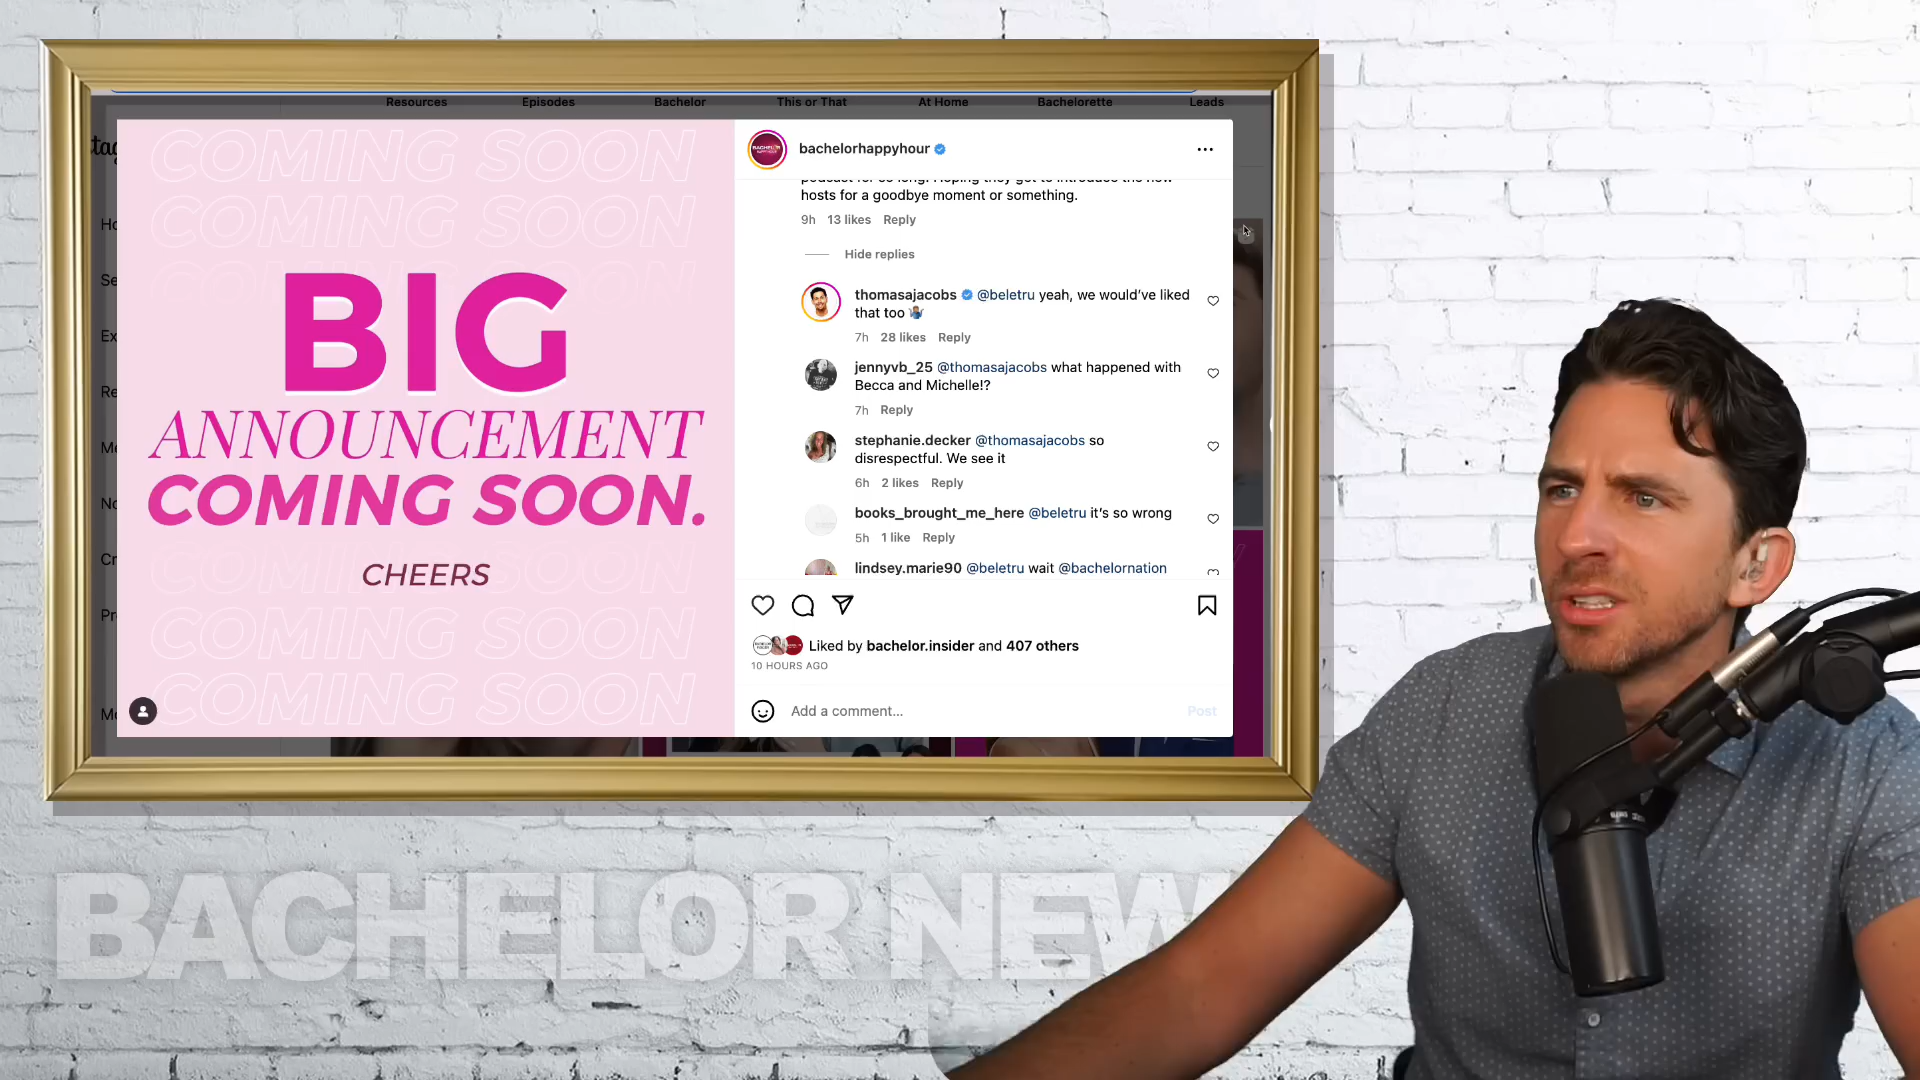 Resources Episodes Bachelor This or That At Home Bachelorette Leads
COMING SOON
COMING SOON
COMING SOON
BIG
ANNOUNCEMENT
COMING SOON.
CHEERS
COMING SOON
COMING SOON
COMING SOON
bachelorhappyhour
hosts for a goodbye moment or something.
9h 13 likes Reply
Hide replies
thomasajacobs @beletru yeah, we would've liked
that too 🤷🏽‍♂️
7h 28 likes Reply
jennyvb_25 @thomasajacobs what happened with
Becca and Michelle!?
7h Reply
stephanie.decker @thomasajacobs so
disrespectful. We see it
6h 2 likes Reply
books_brought_me_here @beletru it's so wrong
5h 1 like Reply
lindsey.marie90 @beletru wait @bachelornation
Liked by bachelor.insider and 407 others
10 HOURS AGO
Add a comment...
Post
BACHELOR NEW